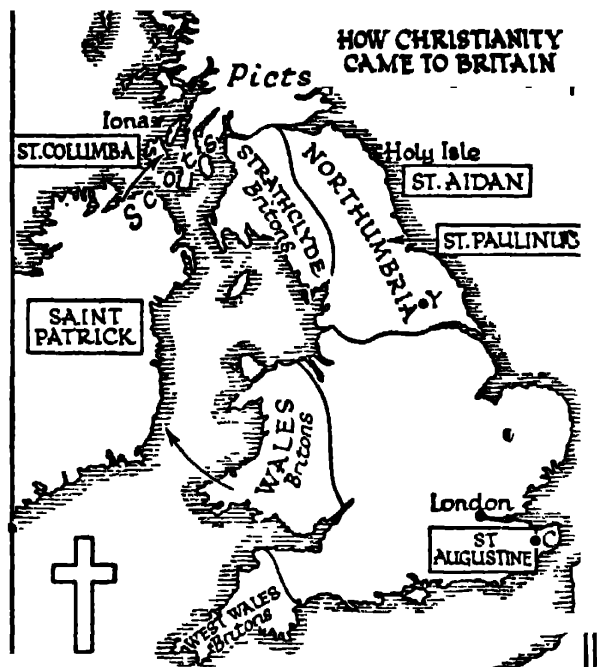 HOW CHRISTIANITY
CAME TO BRITAIN
Picts
Iona
ST. COLUMBA
Scots
Holy Isle
ST. AIDAN
STRATHCLYDE
Britons
NORTHUMBRIA
ST. PAULINUS
Y
SAINT
PATRICK
WALES
Britons
London
ST
AUGUSTINE
C
WEST WALES
Britons